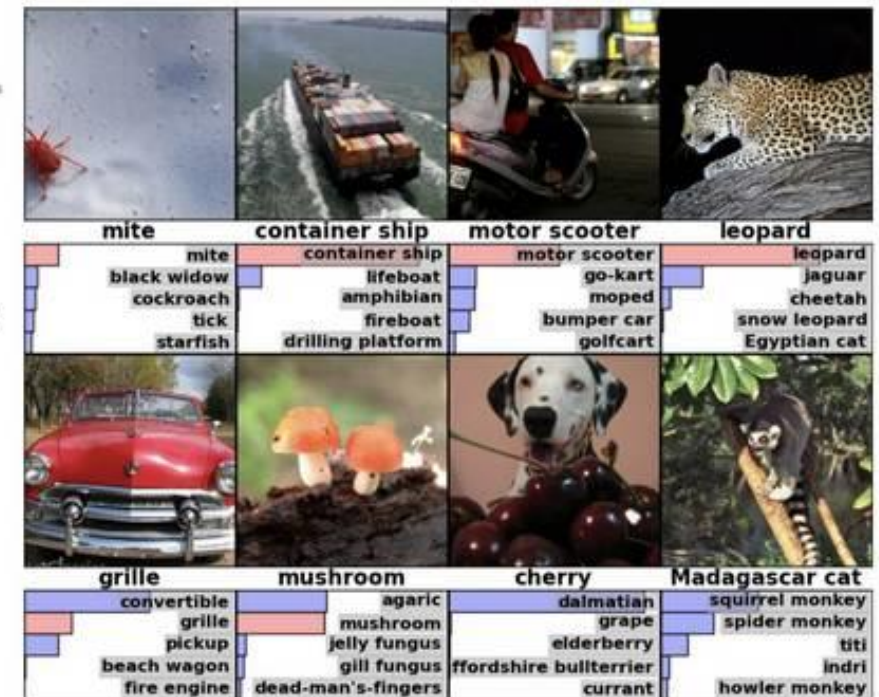 mite
container ship
motor scooter
leopard
mite
black widow
cockroach
tick
starfish
container ship
lifeboat
amphibian
fireboat
drilling platform
motor scooter
go-kart
moped
bumper car
golfcart
leopard
jaguar
cheetah
snow leopard
Egyptian cat
grille
mushroom
cherry
Madagascar cat
convertible
grille
pickup
beach wagon
fire engine
agaric
mushroom
jelly fungus
gill fungus
dead-man's-fingers
dalmatian
grape
elderberry
ffordshire bullterrier
currant
squirrel monkey
spider monkey
titi
indri
howler monkey